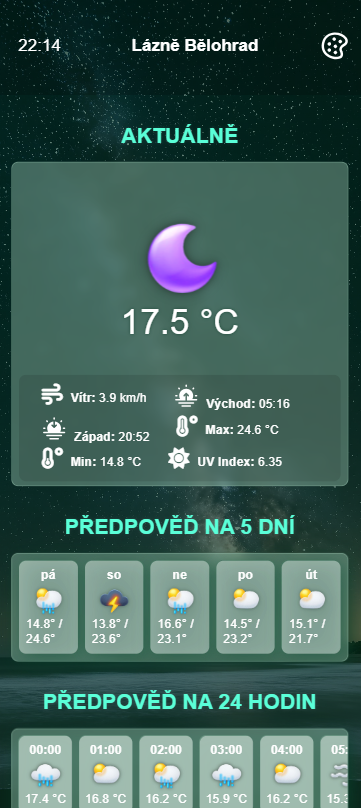 22:14
Lázně Bělohrad
AKTUÁLNĚ
17.5 °C
Vítr: 3.9 km/h
Východ: 05:16
Západ: 20:52
Max: 24.6 °C
Min: 14.8 °C
UV Index: 6.35
PŘEDPOVĚĎ NA 5 DNÍ
pá
so
ne
po
út
14.8° /
24.6°
13.8° /
23.6°
16.6° /
23.1°
14.5° /
23.2°
15.1° /
21.7°
PŘEDPOVĚĎ NA 24 HODIN
00:00
01:00
02:00
03:00
04:00
05:
17.4 °C
16.8 °C
16.2 °C
15.9 °C
16.2 °C
15.